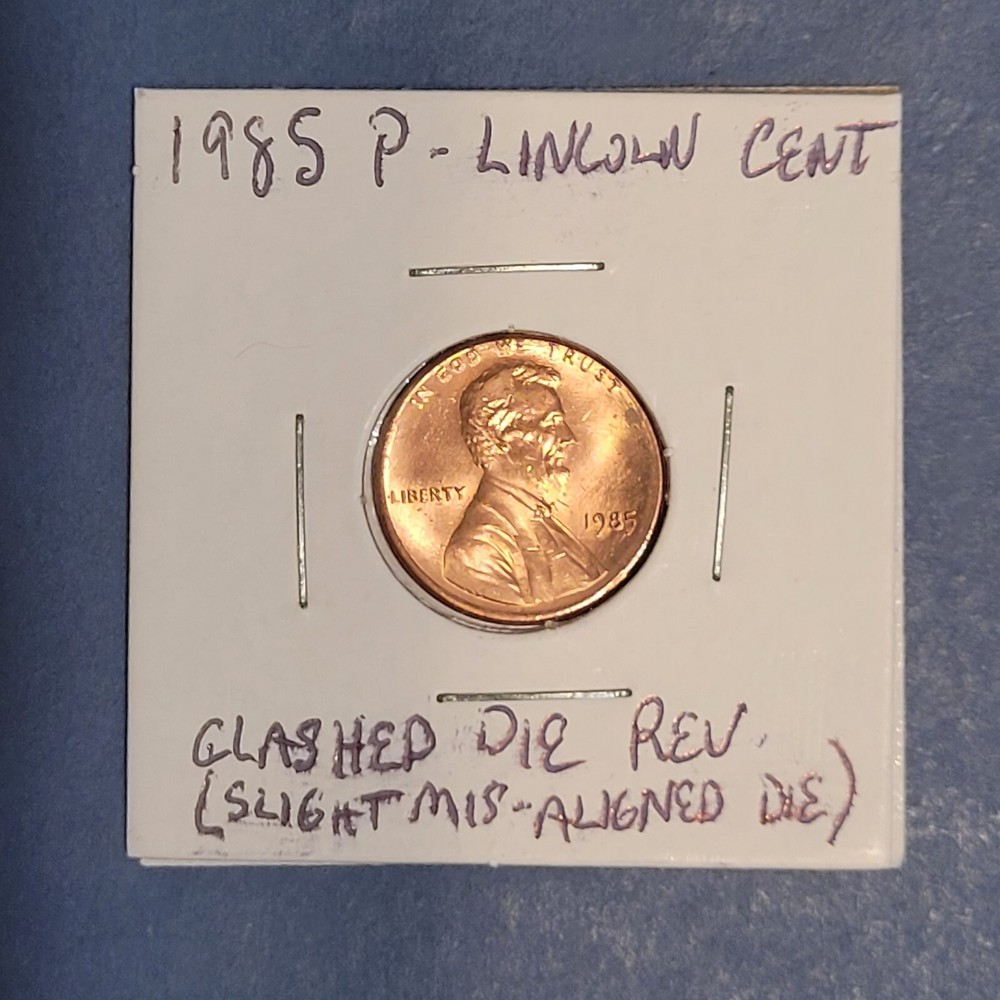 1985 P - LINCOLN CENT
IN GOD WE TRUST
LIBERTY
1985
CLASHED DIE REV.
(SLIGHT MIS-ALIGNED DIE)